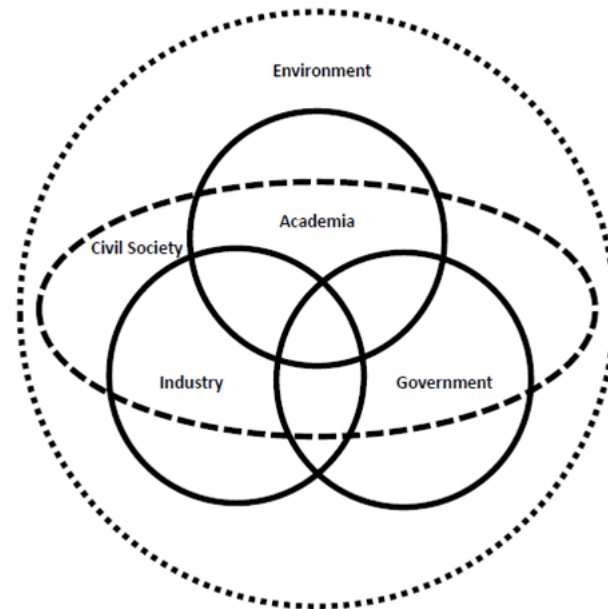 Environment
Academia
Civil Society
Industry
Government